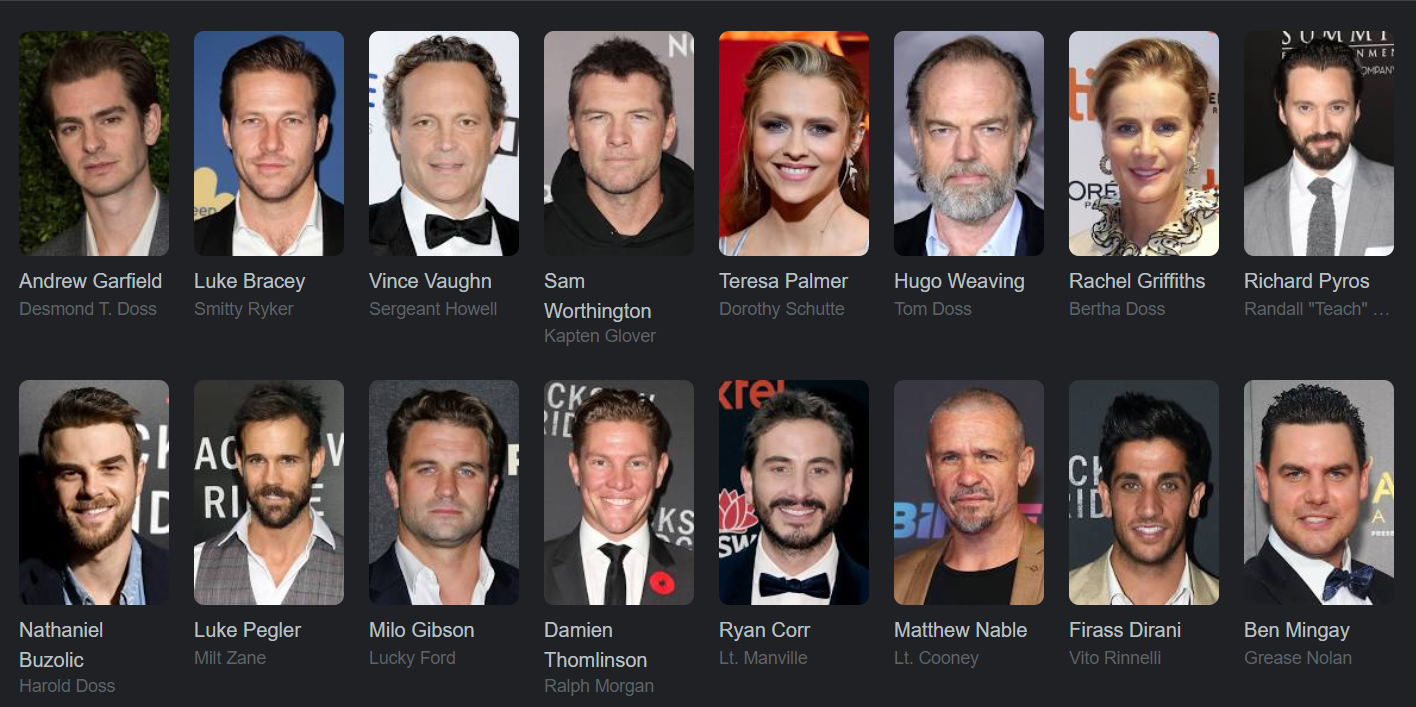 Andrew Garfield
Desmond T. Doss
Luke Bracey
Smitty Ryker
Vince Vaughn
Sergeant Howell
Sam
Worthington
Kapten Glover
Teresa Palmer
Dorothy Schutte
Hugo Weaving
Tom Doss
Rachel Griffiths
Bertha Doss
Richard Pyros
Randall "Teach" …
Nathaniel
Buzolic
Harold Doss
Luke Pegler
Milt Zane
Milo Gibson
Lucky Ford
Damien
Thomlinson
Ralph Morgan
Ryan Corr
Lt. Manville
Matthew Nable
Lt. Cooney
Firass Dirani
Vito Rinnelli
Ben Mingay
Grease Nolan